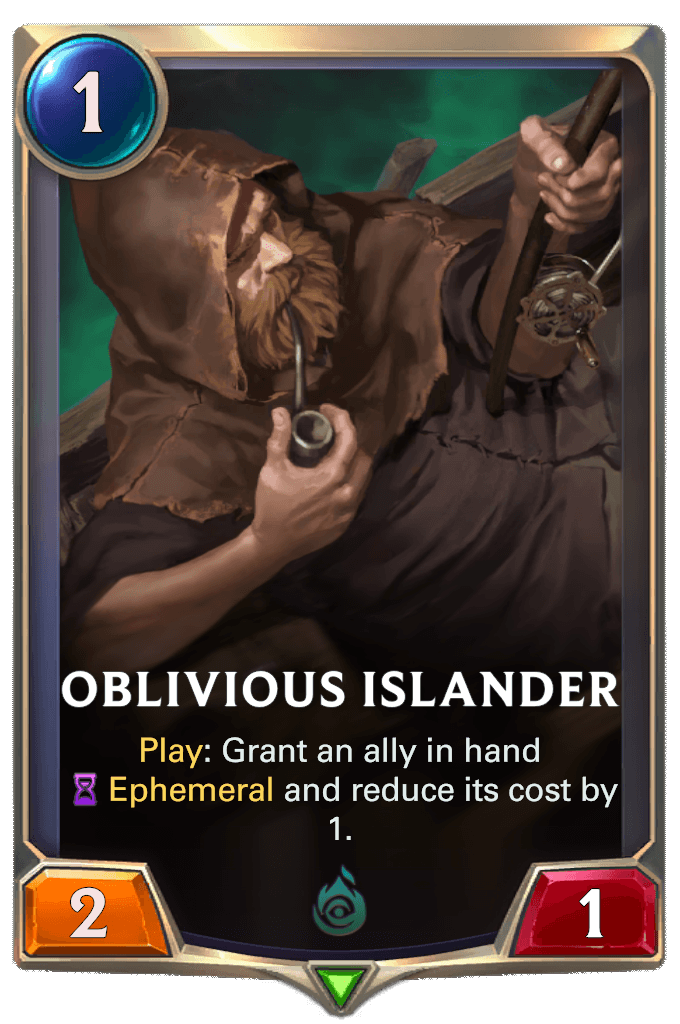 1
OBLIVIOUS ISLANDER
Play: Grant an ally in hand
Ephemeral and reduce its cost by
1.
2
1